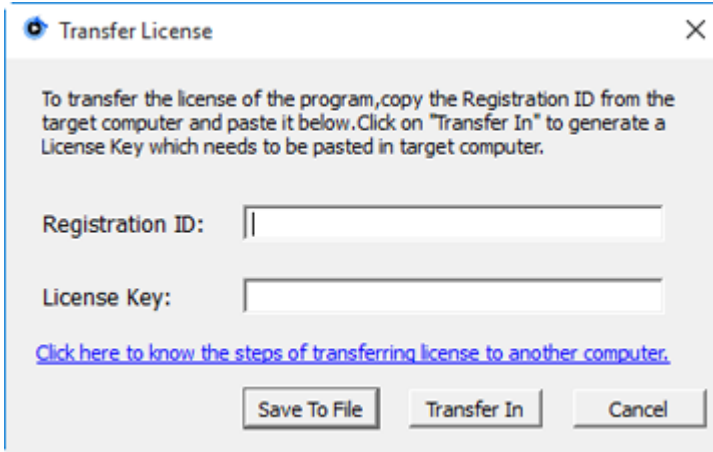 Transfer License
To transfer the license of the program,copy the Registration ID from the
target computer and paste it below.Click on "Transfer In" to generate a
License Key which needs to be pasted in target computer.
Registration ID:
License Key:
Click here to know the steps of transferring license to another computer.
Save To File Transfer In Cancel